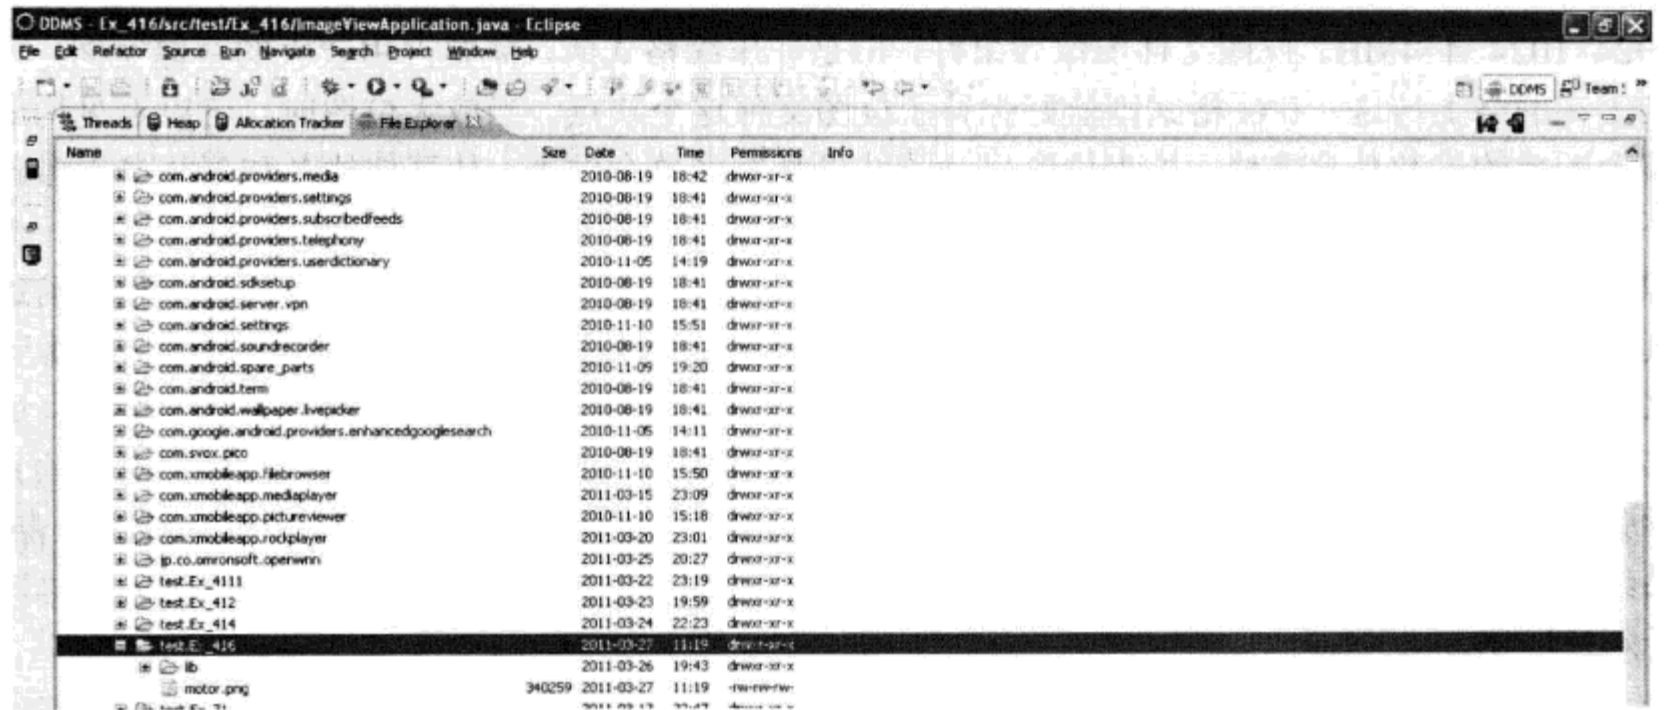 DDMS - Ex_416/src/test/Ex_416/ImageViewApplication.java - Eclipse
File Edit Refactor Source Run Navigate Search Project Window Help
DDMS Team
Threads Heap Allocation Tracker File Explorer
Name Size Date Time Permissions Info
com.android.providers.media 2010-08-19 18:42 drwxr-xr-x
com.android.providers.settings 2010-08-19 18:41 drwxr-xr-x
com.android.providers.subscribedfeeds 2010-08-19 18:41 drwxr-xr-x
com.android.providers.telephony 2010-08-19 18:41 drwxr-xr-x
com.android.providers.userdictionary 2010-11-05 14:19 drwxr-xr-x
com.android.sdksetup 2010-08-19 18:41 drwxr-xr-x
com.android.server.vpn 2010-08-19 18:41 drwxr-xr-x
com.android.settings 2010-11-10 15:51 drwxr-xr-x
com.android.soundrecorder 2010-08-19 18:41 drwxr-xr-x
com.android.spare_parts 2010-11-09 19:20 drwxr-xr-x
com.android.term 2010-08-19 18:41 drwxr-xr-x
com.android.wallpaper.livepicker 2010-08-19 18:41 drwxr-xr-x
com.google.android.providers.enhancedgooglesearch 2010-11-05 14:11 drwxr-xr-x
com.svox.pico 2010-08-19 18:41 drwxr-xr-x
com.xmobileapp.filebrowser 2010-11-10 15:50 drwxr-xr-x
com.xmobileapp.mediaplayer 2011-03-15 23:09 drwxr-xr-x
com.xmobileapp.pictureviewer 2010-11-10 15:18 drwxr-xr-x
com.xmobileapp.rockplayer 2011-03-20 23:01 drwxr-xr-x
jp.co.omronsoft.openwnn 2011-03-25 20:27 drwxr-xr-x
test.Ex_4111 2011-03-22 23:19 drwxr-xr-x
test.Ex_412 2011-03-23 19:59 drwxr-xr-x
test.Ex_414 2011-03-24 22:23 drwxr-xr-x
test.Ex_416 2011-03-27 11:19 drwxr-xr-x
lib 2011-03-26 19:43 drwxr-xr-x
motor.png 340259 2011-03-27 11:19 -rw-rw-rw-